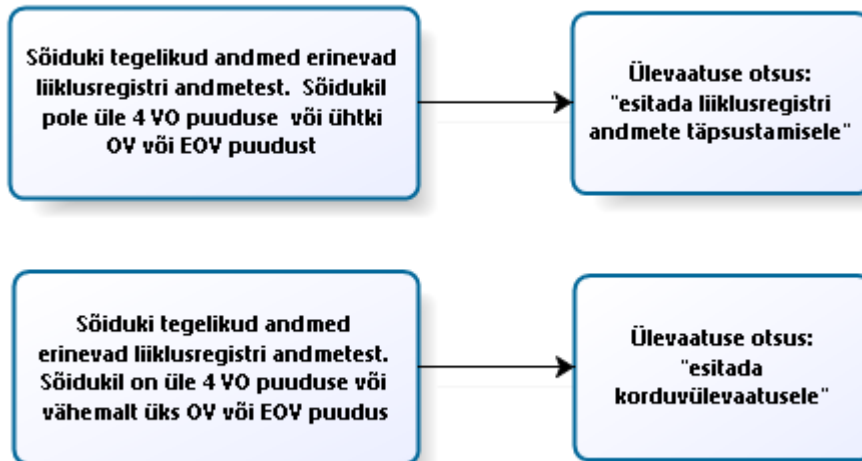 Sõiduki tegelikud andmed erinevad
liiklusregistri andmetest. Sõidukil
pole üle 4 VO puuduse või ühtki
OV või EOV puudust
Ülevaatuse otsus:
"esitada liiklusregistri
andmete täpsustamisele"
Sõiduki tegelikud andmed
erinevad liiklusregistri andmetest.
Sõidukil on üle 4 VO puuduse või
vähemalt üks OV või EOV puudus
Ülevaatuse otsus:
"esitada
korduvülevaatusele"